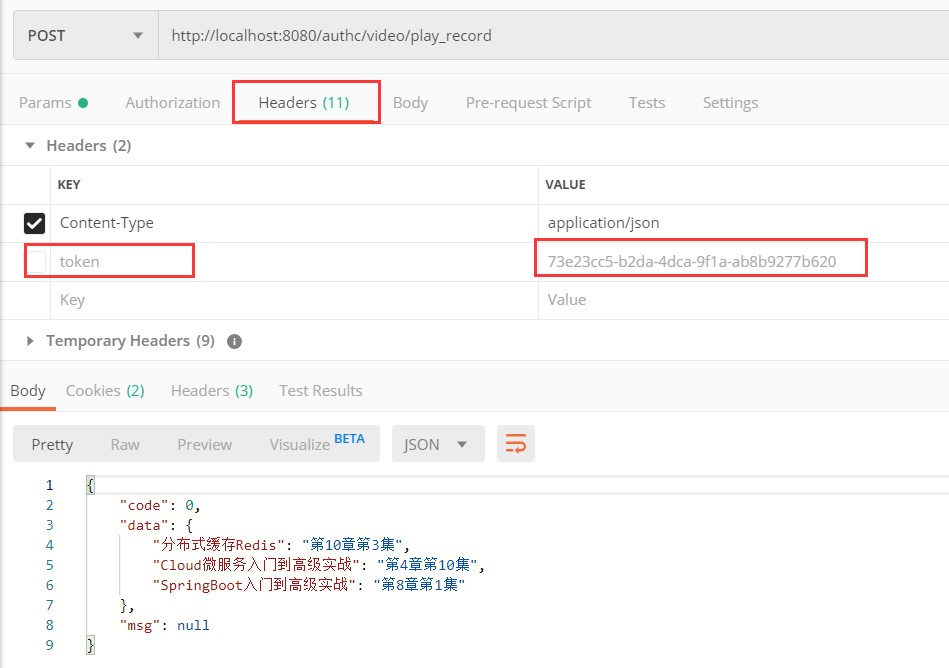 POST http://localhost:8080/authc/video/play_record
Params Authorization Headers (11) Body Pre-request Script Tests Settings
Headers (2)
KEY VALUE
Content-Type application/json
token 73e23cc5-b2da-4dca-9f1a-ab8b9277b620
Key Value
Temporary Headers (9) i
Body Cookies (2) Headers (3) Test Results
Pretty Raw Preview Visualize BETA JSON
1 {
2 "code": 0,
3 "data": {
4 "分布式缓存Redis": "第10章第3集",
5 "Cloud微服务入门到高级实战": "第4章第10集",
6 "SpringBoot入门到高级实战": "第8章第1集"
7 },
8 "msg": null
9 }